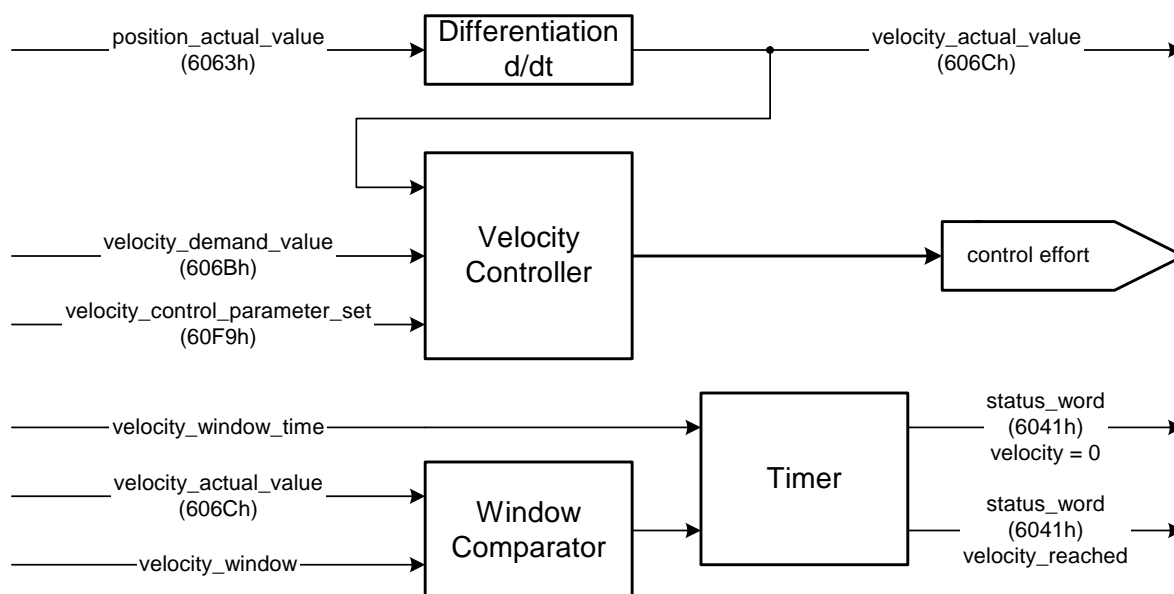 position_actual_value
(6063h)
Differentiation
d/dt
velocity_actual_value
(606Ch)
velocity_demand_value
(606Bh)
velocity_control_parameter_set
(60F9h)
Velocity
Controller
control effort
velocity_window_time
velocity_actual_value
(606Ch)
velocity_window
Window
Comparator
Timer
status_word
(6041h)
velocity = 0
status_word
(6041h)
velocity_reached